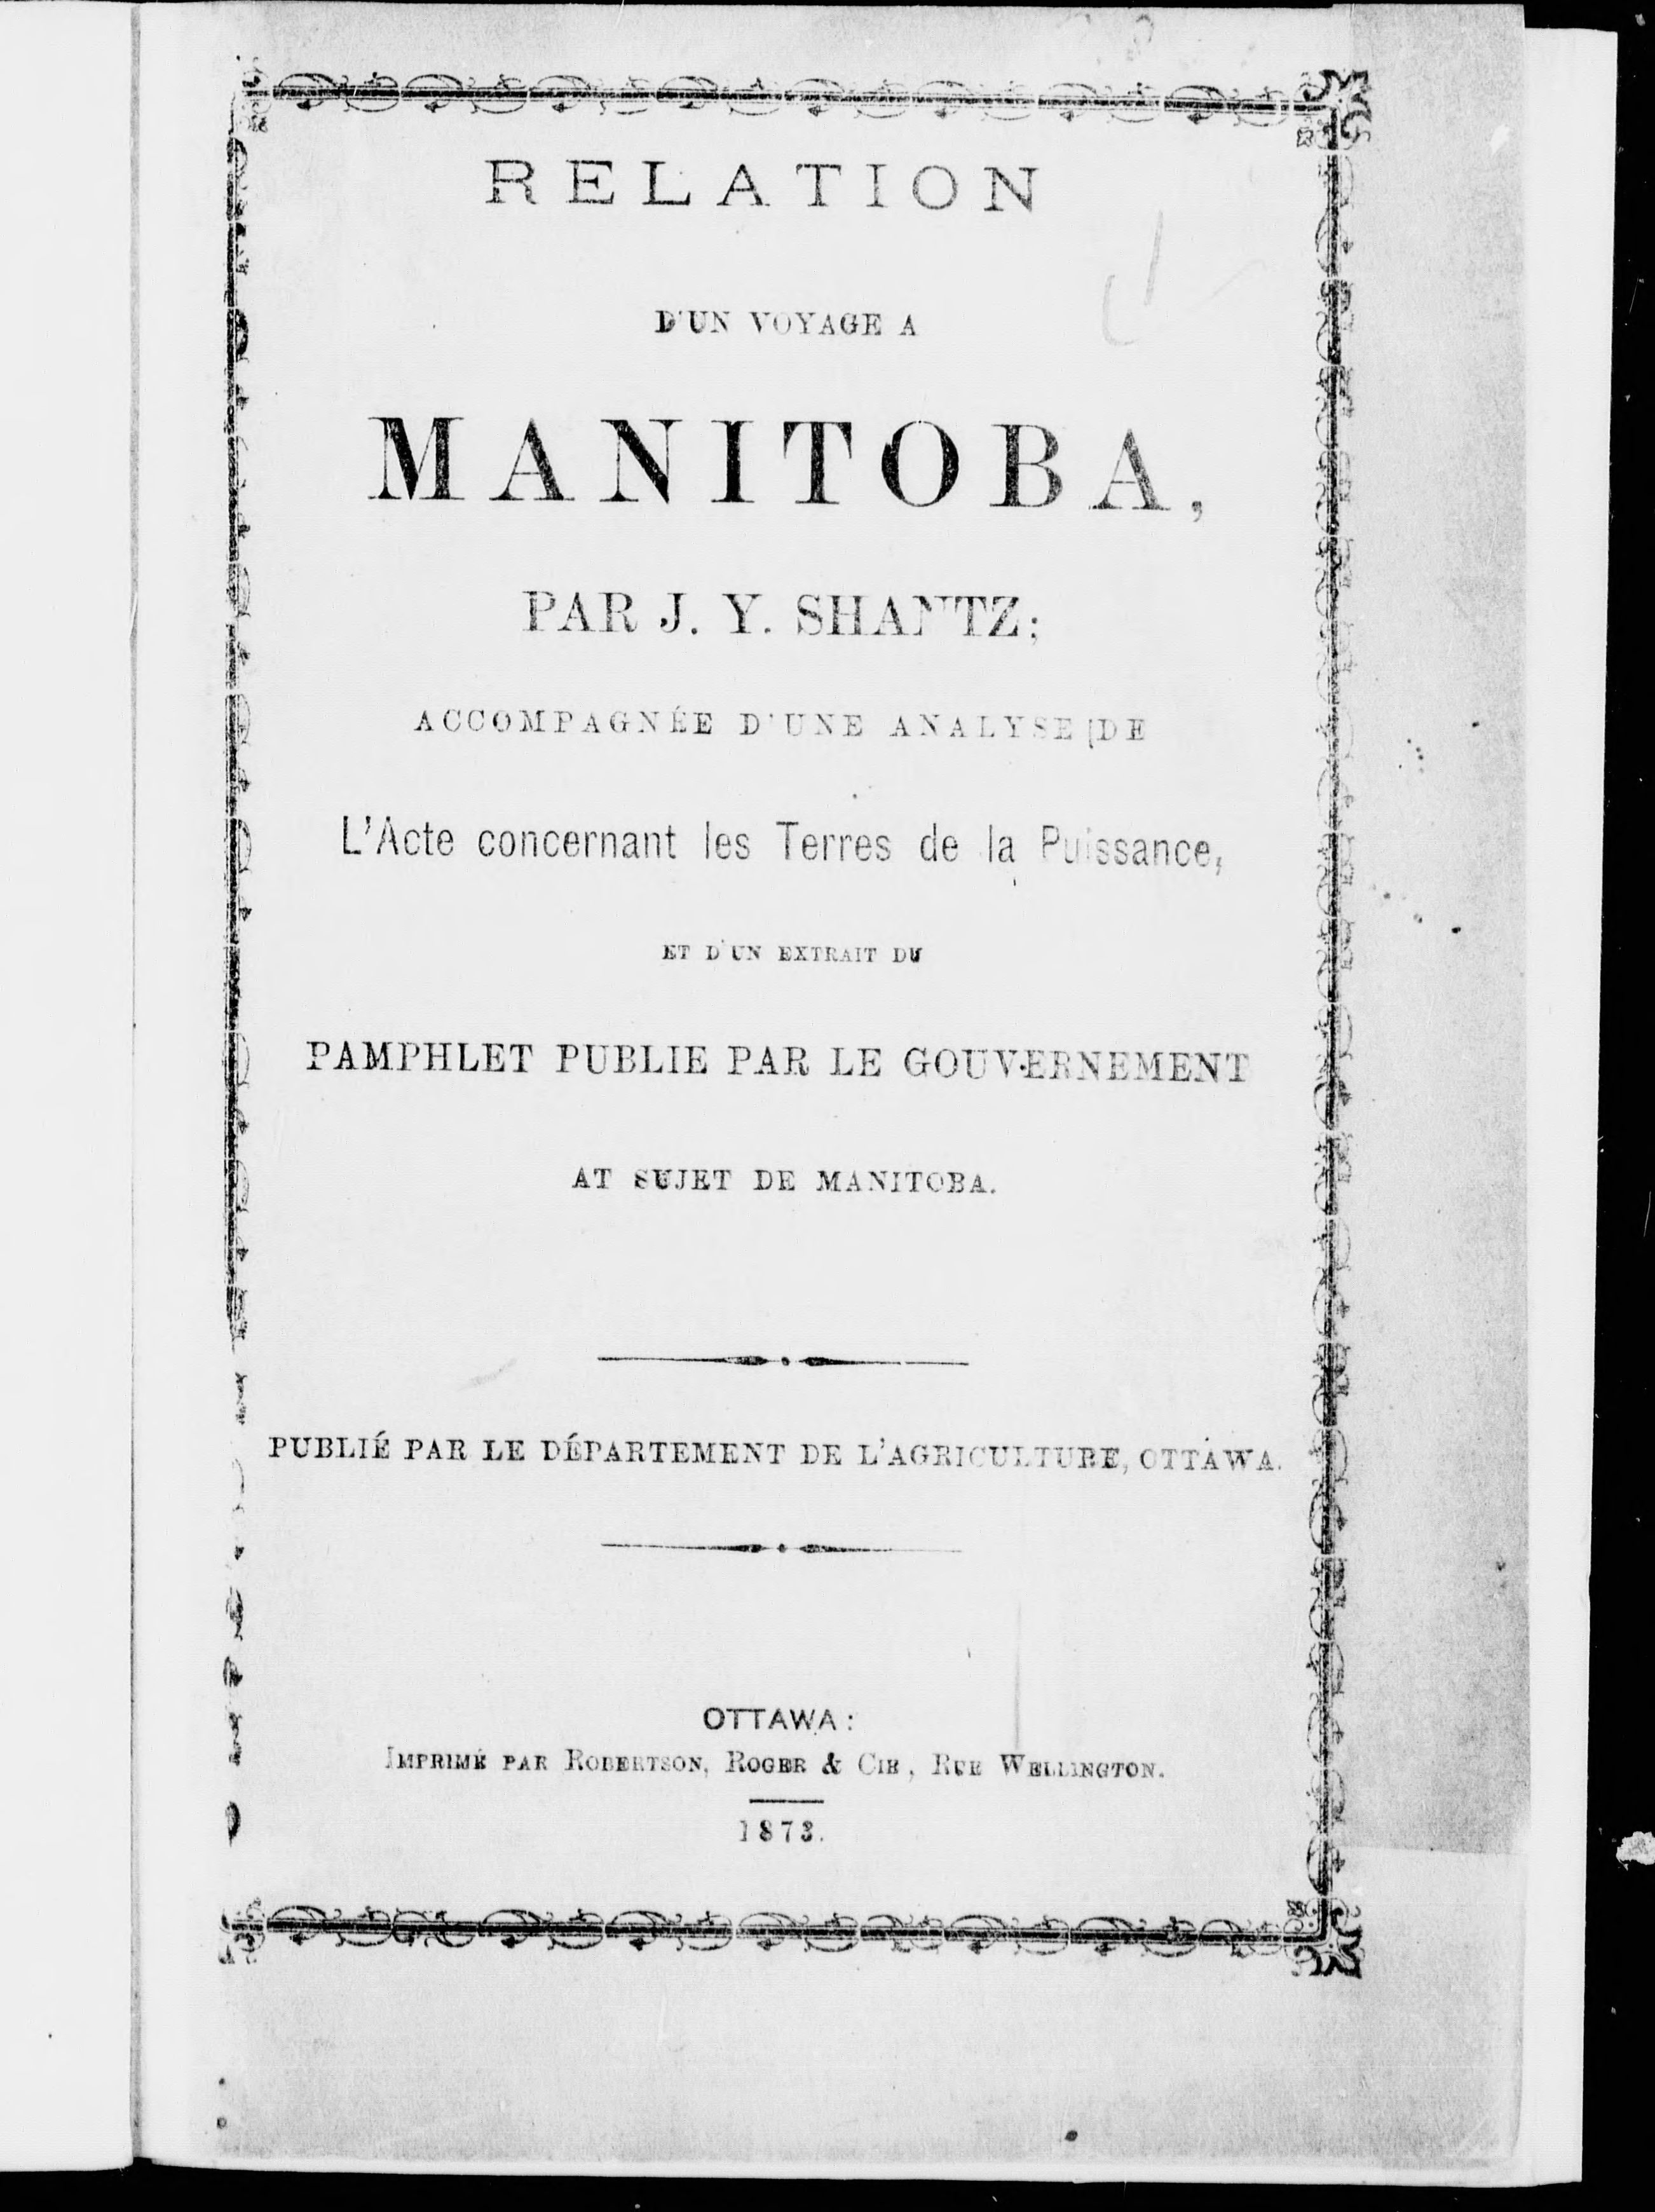 RELATION
D'UN VOYAGE A
MANITOBA,
PAR J. Y. SHANTZ;
ACCOMPAGNÉE D'UNE ANALYSE DE
L'Acte concernant les Terres de la Puissance,
ET D'UN EXTRAIT DU
PAMPHLET PUBLIE PAR LE GOUVERNEMENT
AT SUJET DE MANITOBA.
PUBLIÉ PAR LE DÉPARTEMENT DE L'AGRICULTURE, OTTAWA.
OTTAWA:
IMPRIMÉ PAR ROBERTSON, ROGER & CIE, RUE WELLINGTON.
1873.